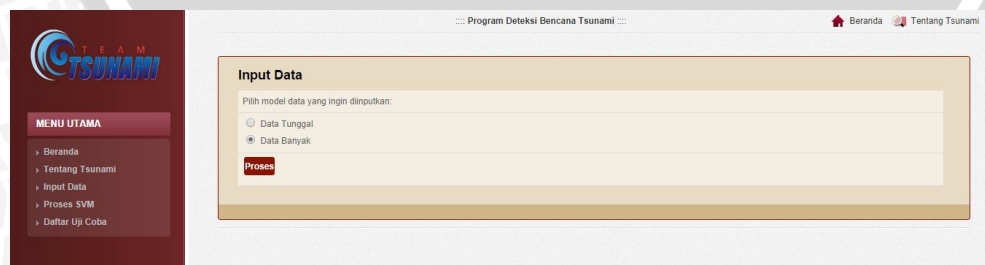 :::: Program Deteksi Bencana Tsunami ::::
Beranda
Tentang Tsunami
TEAM
TSUNAMI
MENU UTAMA
Beranda
Tentang Tsunami
Input Data
Proses SVM
Daftar Uji Coba
Input Data
Pilih model data yang ingin diinputkan:
Data Tunggal
Data Banyak
Proses